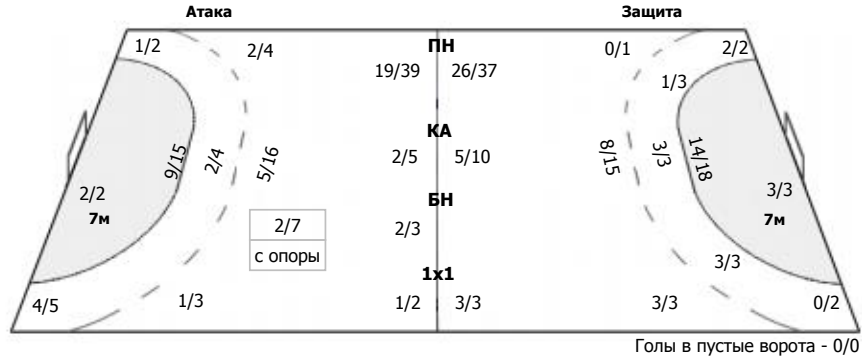 Атака Защита
1/2 2/4 ПН 0/1 2/2
19/39 26/37 1/3
КА
9/15 2/4 5/16 2/5 5/10 8/15 3/3 14/18
2/2 БН 3/3
7м 2/3 7м
2/7
с опоры 3/3
1х1
4/5 1/3 1/2 3/3 3/3 0/2
Голы в пустые ворота - 0/0